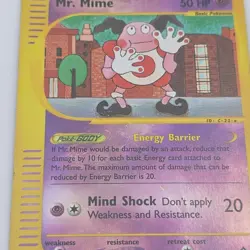 Mr. Mime 50 HP
Basic Pokémon
Poké-BODY Energy Barrier
If Mr. Mime would be damaged by an attack, reduce that
damage by 10 for each basic Energy card attached to
Mr. Mime. The maximum amount of damage that can be
reduced by Energy Barrier is 20.
Mind Shock Don't apply 20
Weakness and Resistance.
weakness resistance retreat cost